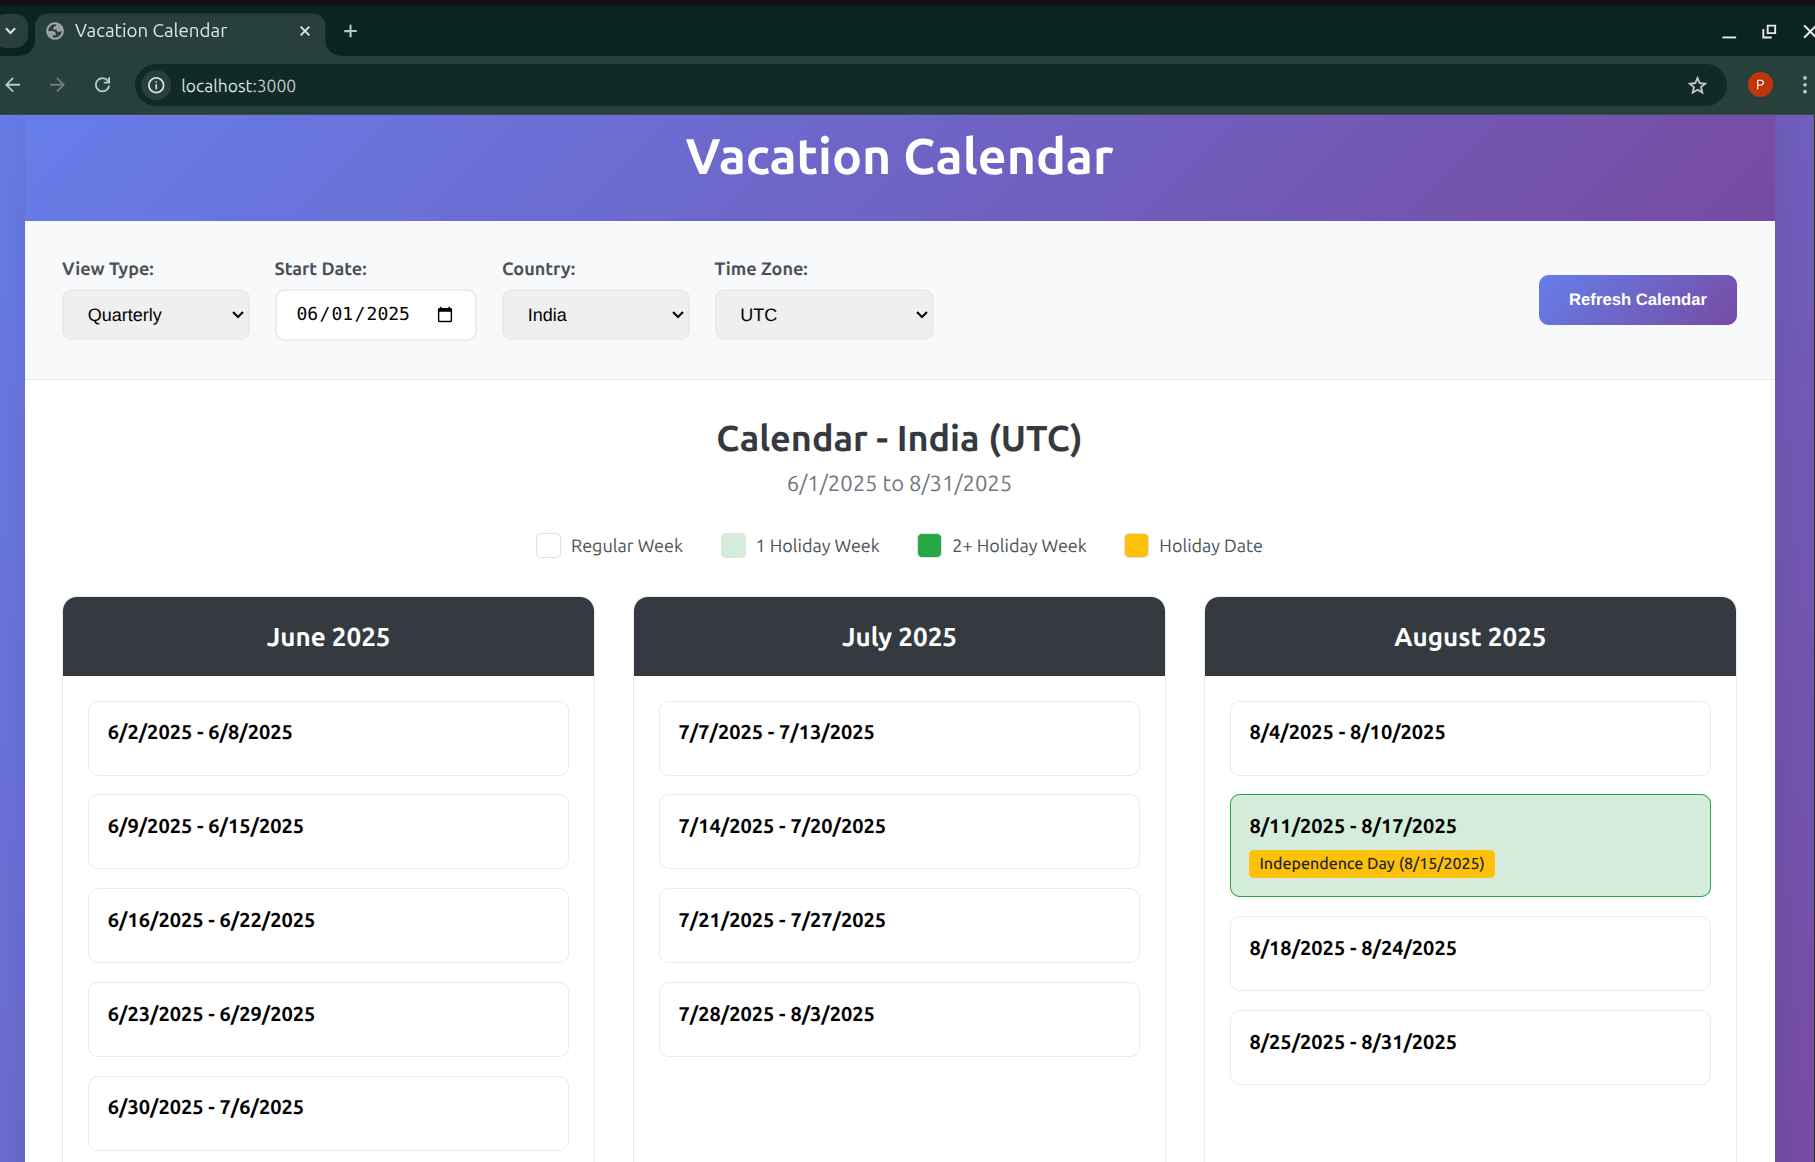 Vacation Calendar
localhost:3000
P
Vacation Calendar
View Type:
Start Date:
Country:
Time Zone:
Quarterly
06/01/2025
India
UTC
Refresh Calendar
Calendar - India (UTC)
6/1/2025 to 8/31/2025
Regular Week
1 Holiday Week
2+ Holiday Week
Holiday Date
June 2025
6/2/2025 - 6/8/2025
6/9/2025 - 6/15/2025
6/16/2025 - 6/22/2025
6/23/2025 - 6/29/2025
6/30/2025 - 7/6/2025
July 2025
7/7/2025 - 7/13/2025
7/14/2025 - 7/20/2025
7/21/2025 - 7/27/2025
7/28/2025 - 8/3/2025
August 2025
8/4/2025 - 8/10/2025
8/11/2025 - 8/17/2025
Independence Day (8/15/2025)
8/18/2025 - 8/24/2025
8/25/2025 - 8/31/2025